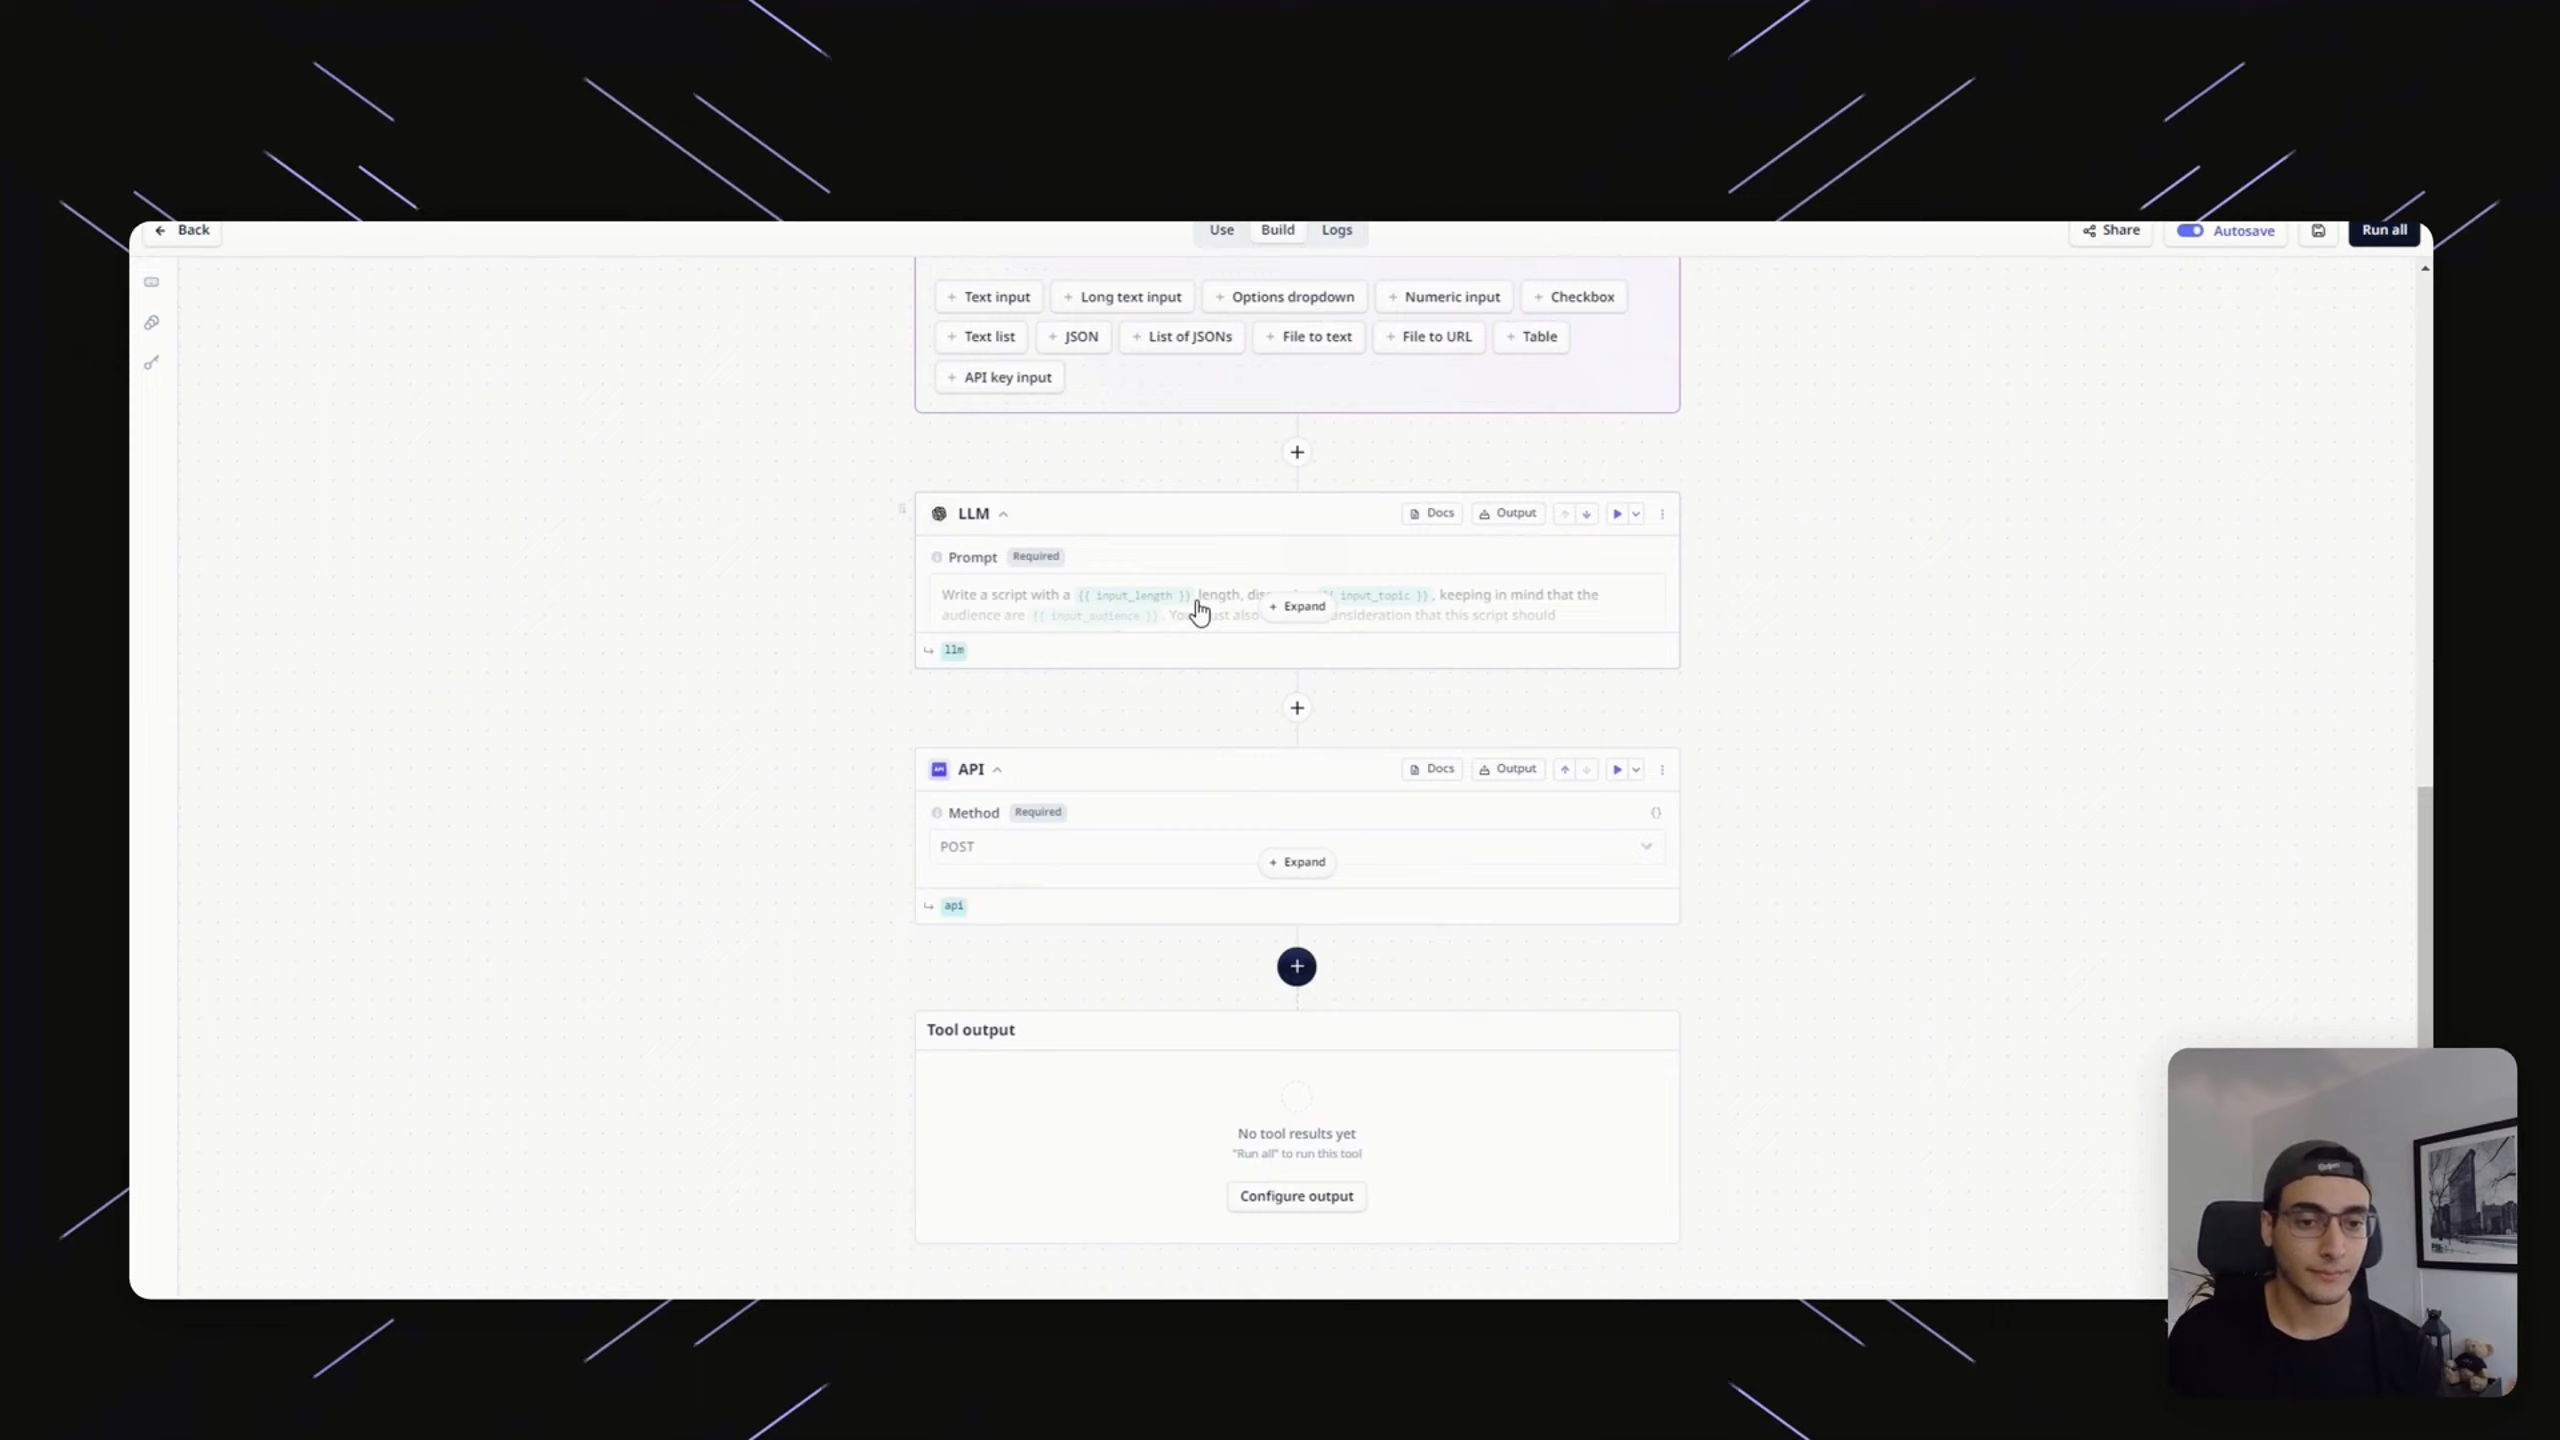 Back
Use Build Logs
Share Autosave Run all
+ Text input + Long text input + Options dropdown + Numeric input + Checkbox
+ Text list + JSON + List of JSONs + File to text + File to URL + Table
+ API key input
LLM Docs Output
Prompt Required
Write a script with a {{ input_length }} length, input_topic }}, keeping in mind that the
audience are {{ input_audience }}. also consideration that this script should
+ Expand
llm
API Docs Output
Method Required {}
POST
+ Expand
api
Tool output
No tool results yet
"Run all" to run this tool
Configure output